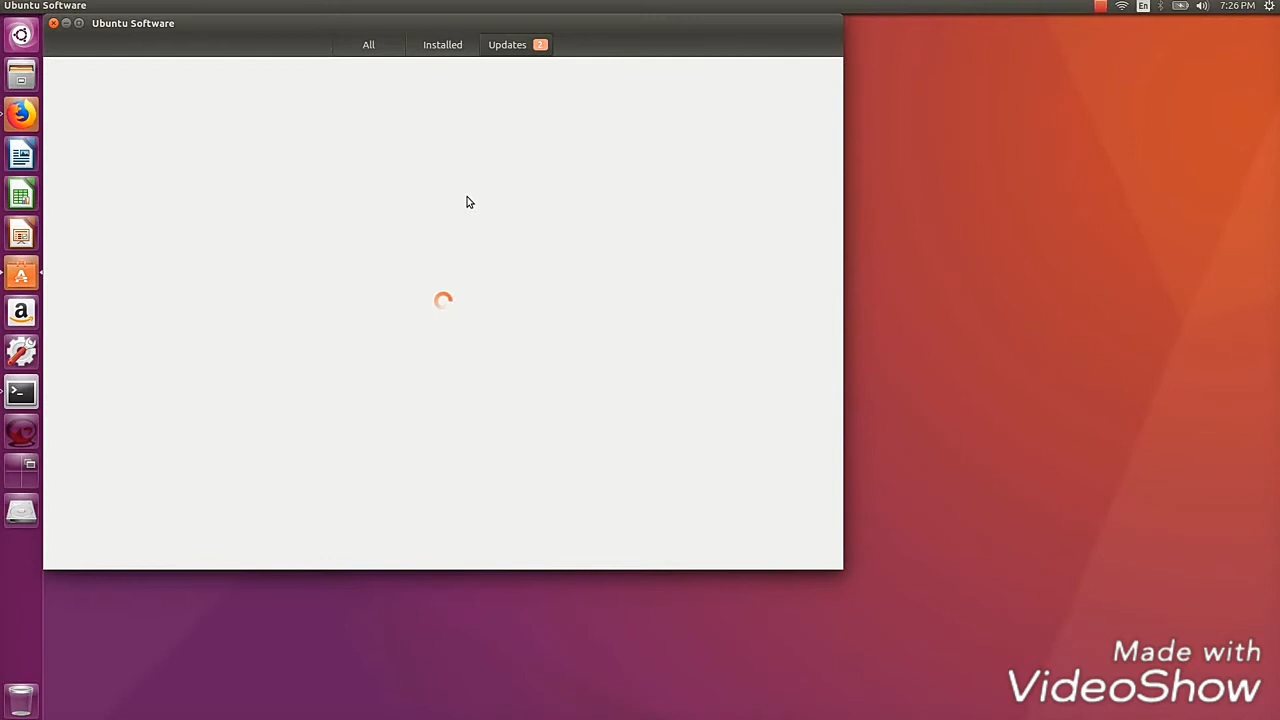 Ubuntu Software
En
7:26 PM
Ubuntu Software
All
Installed
Updates 2
a
>_
Made with
VideoShow